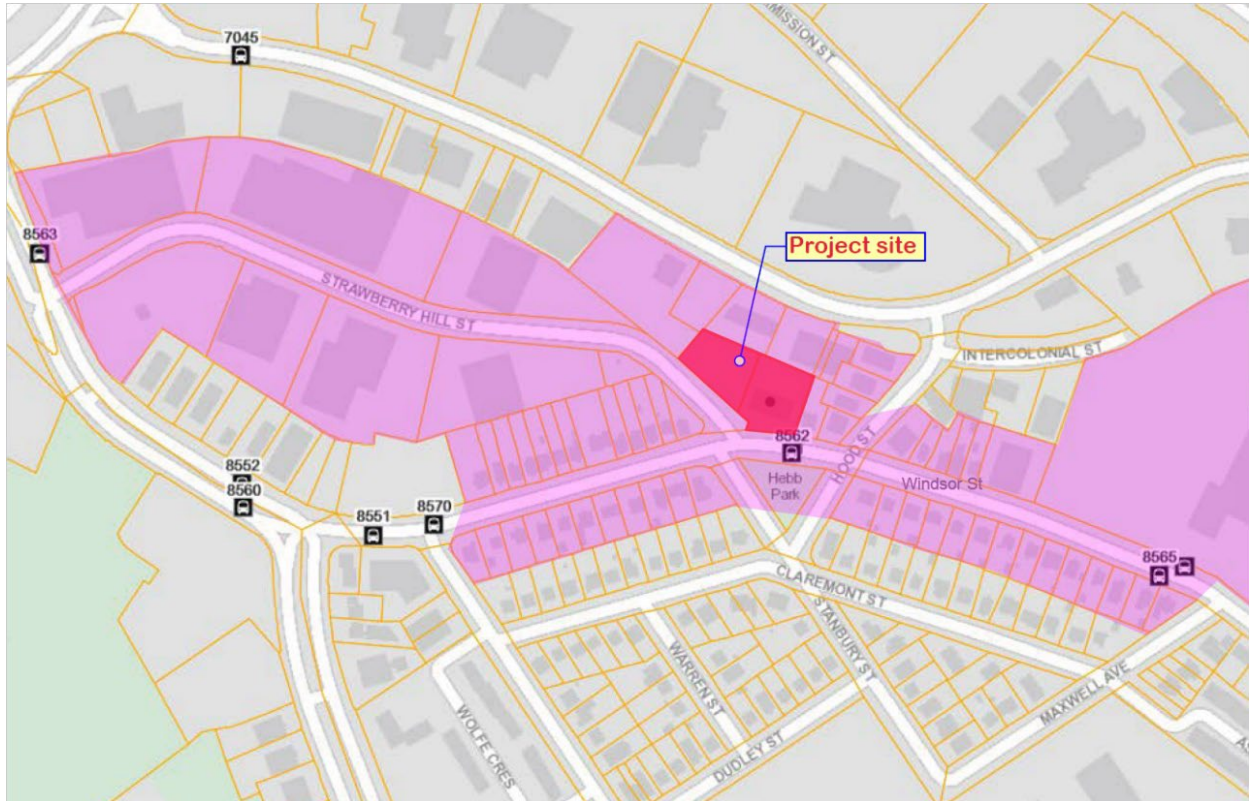 MISSION ST
7045
8563
Project site
STRAWBERRY HILL ST
INTERCOLONIAL ST
8562
HOOD ST
Hebb
Park
Windsor St
8552
8560
8570
8551
8565
CLAREMONT ST
STANBURY ST
WARREN ST
MAXWELL AVE
WOLFE CRES
DUDLEY ST